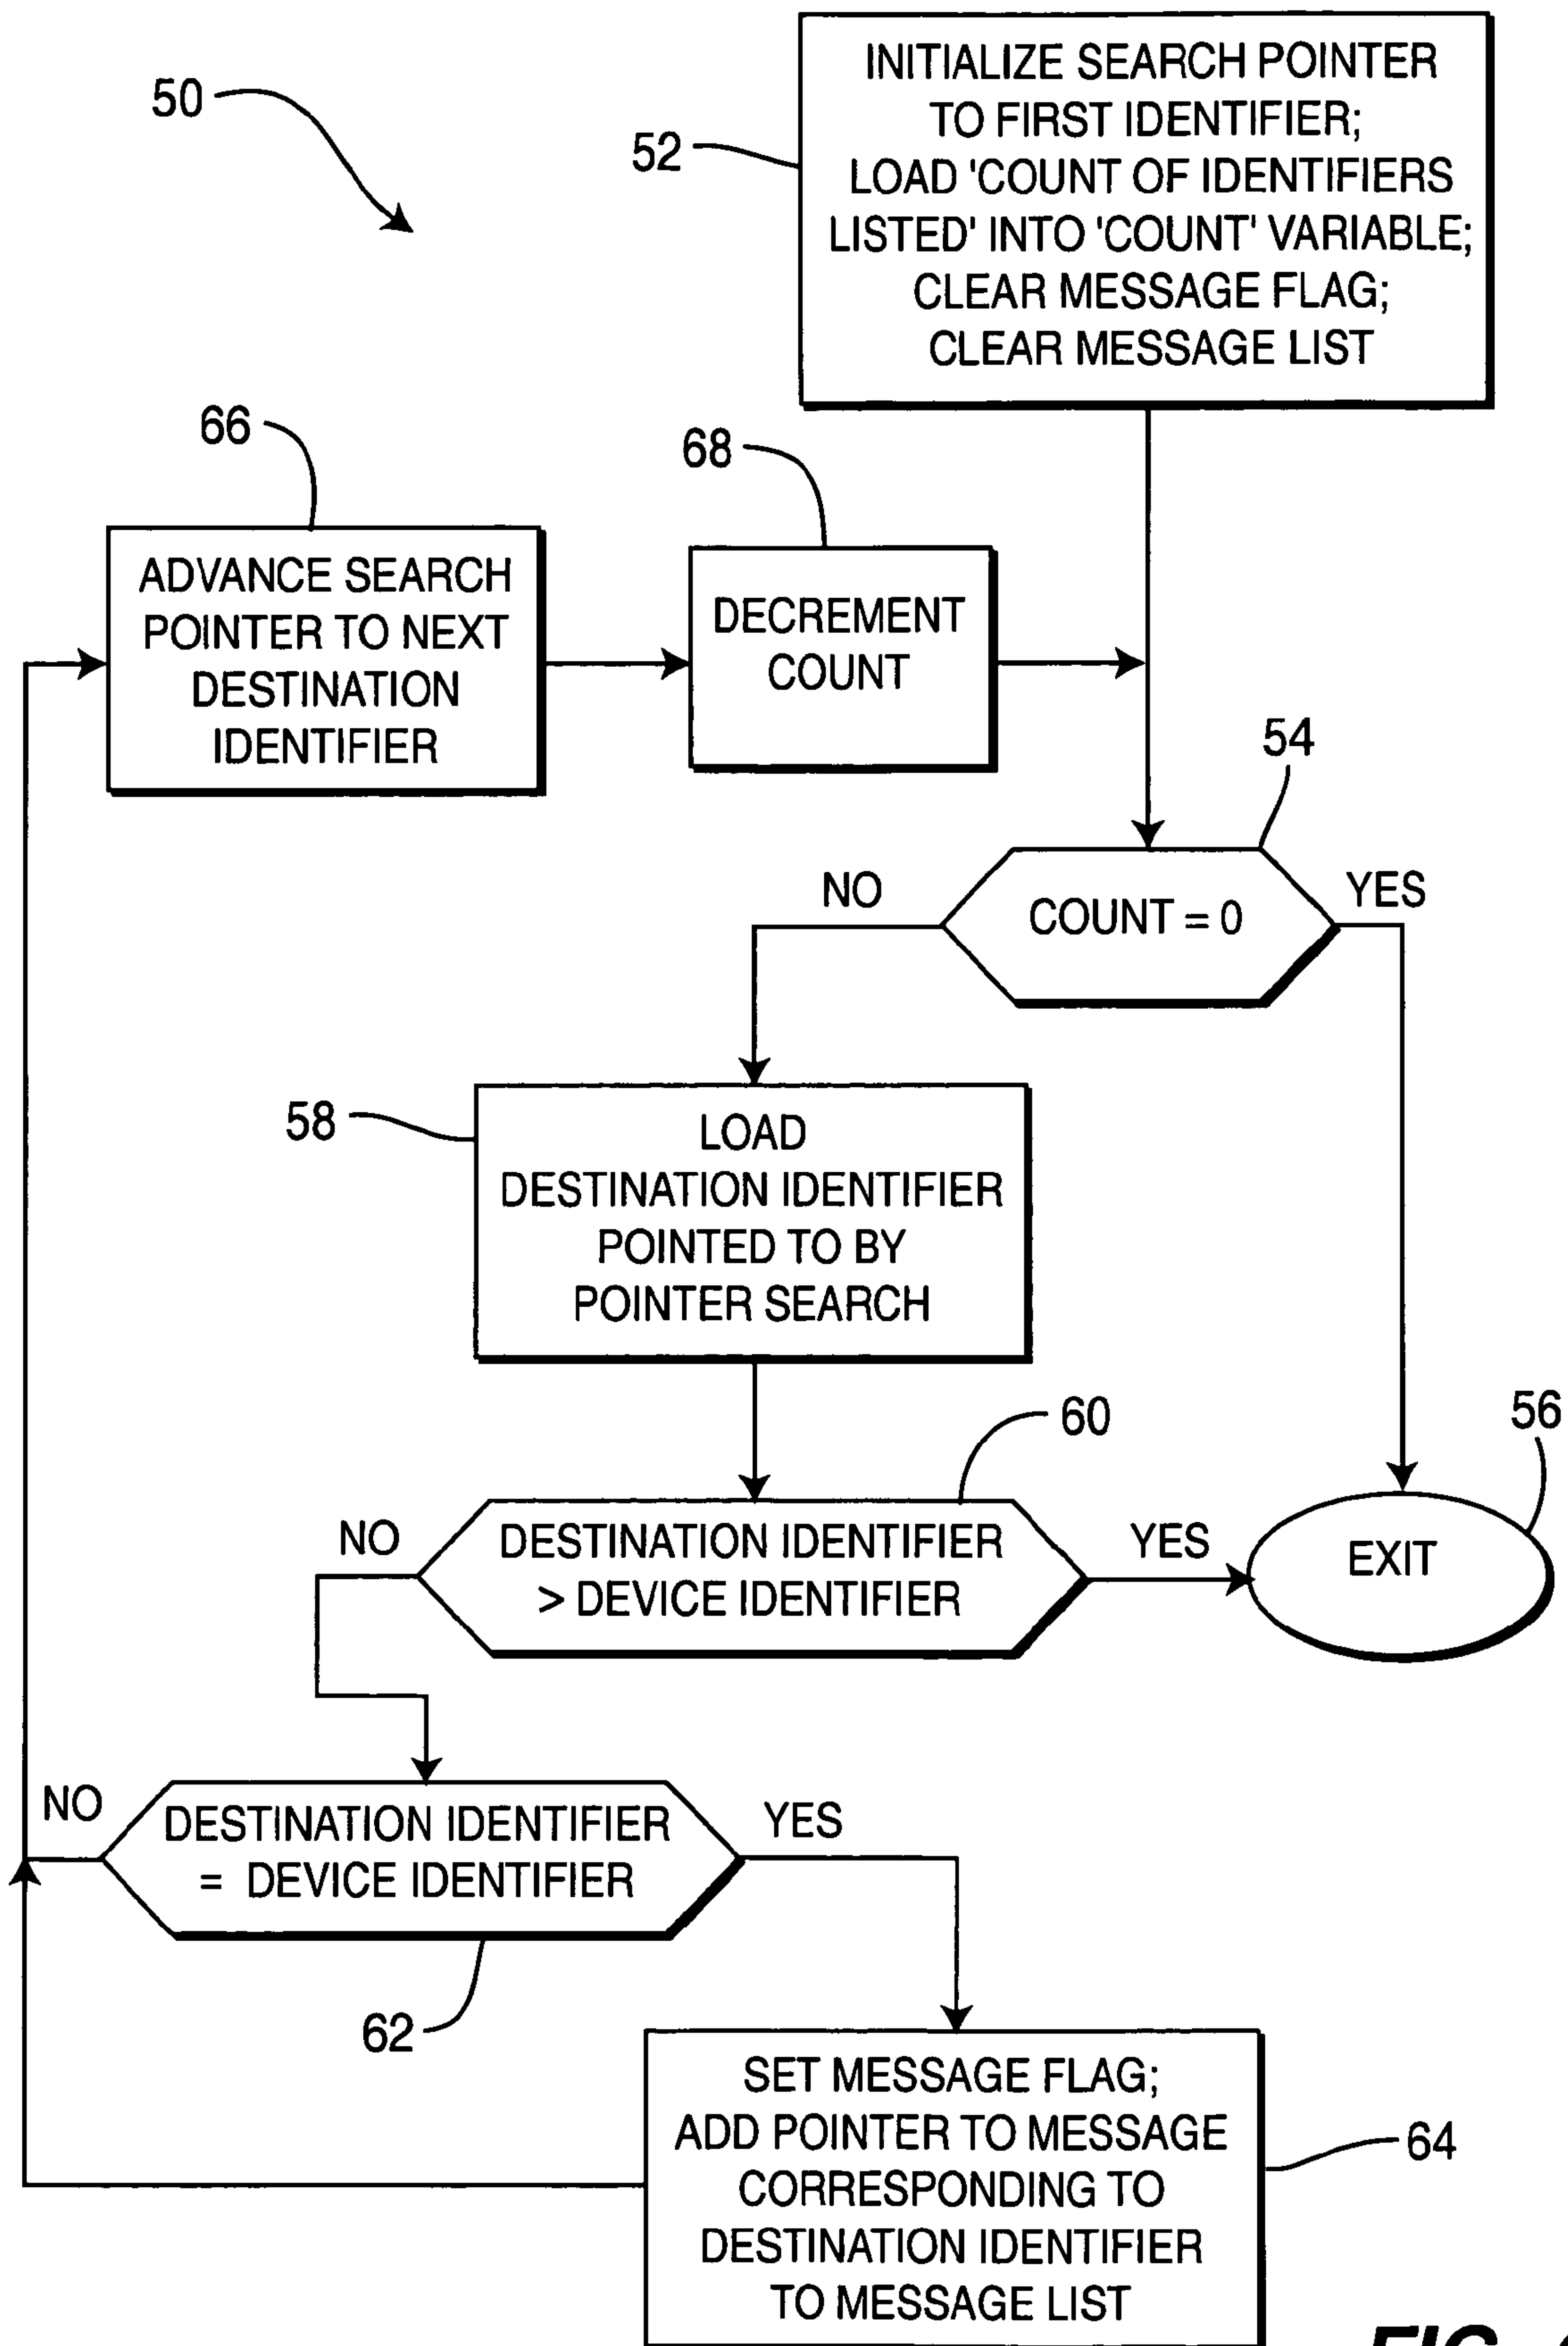 50
52
INITIALIZE SEARCH POINTER
TO FIRST IDENTIFIER;
LOAD 'COUNT OF IDENTIFIERS
LISTED' INTO 'COUNT' VARIABLE;
CLEAR MESSAGE FLAG;
CLEAR MESSAGE LIST
66
68
ADVANCE SEARCH
POINTER TO NEXT
DESTINATION
IDENTIFIER
DECREMENT
COUNT
54
NO
COUNT = 0
YES
58
LOAD
DESTINATION IDENTIFIER
POINTED TO BY
POINTER SEARCH
60
56
NO
DESTINATION IDENTIFIER
> DEVICE IDENTIFIER
YES
EXIT
NO
DESTINATION IDENTIFIER
= DEVICE IDENTIFIER
YES
62
SET MESSAGE FLAG;
ADD POINTER TO MESSAGE
CORRESPONDING TO
DESTINATION IDENTIFIER
TO MESSAGE LIST
64
FIG.